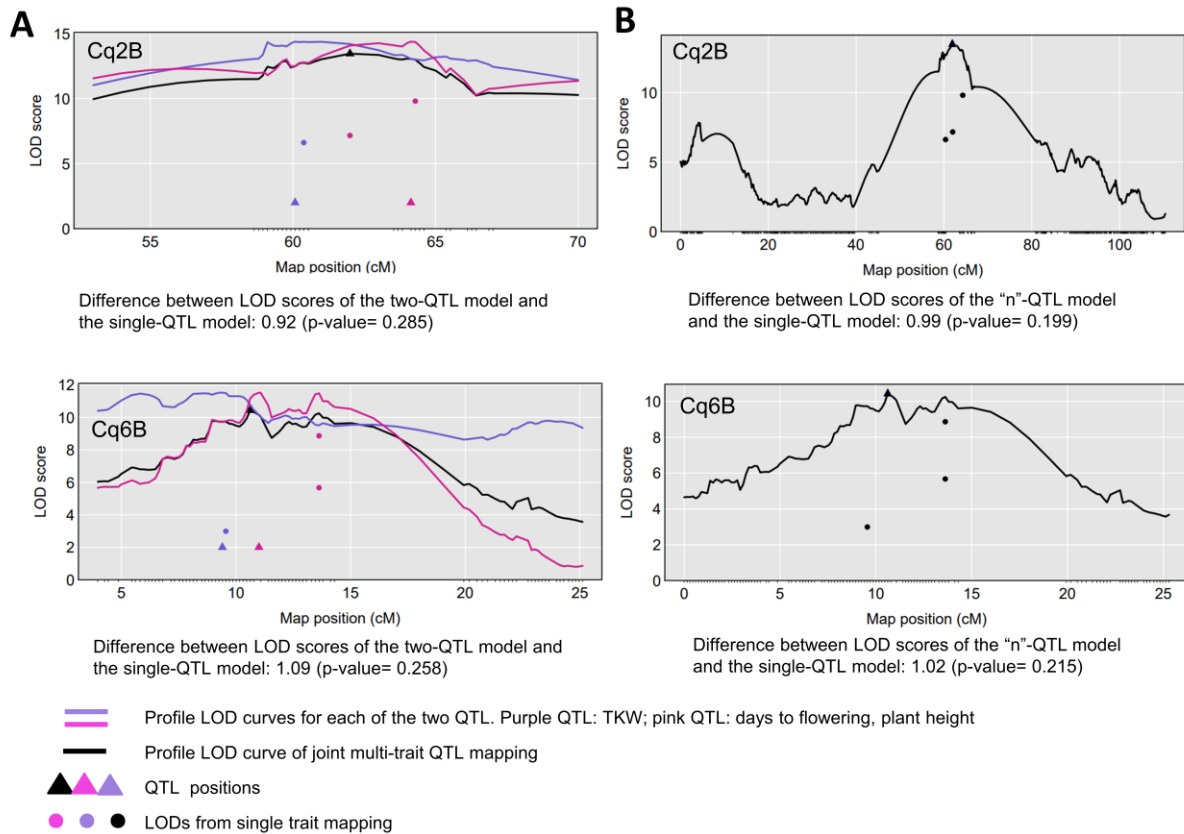 A
Cq2B
LOD score
15
10
5
0
55
60
65
70
Map position (cM)
Difference between LOD scores of the two-QTL model and
the single-QTL model: 0.92 (p-value= 0.285)
B
Cq2B
LOD score
10
5
0
0
20
40
60
80
100
Map position (cM)
Difference between LOD scores of the “n”-QTL model
and the single-QTL model: 0.99 (p-value= 0.199)
Cq6B
LOD score
12
10
8
6
4
2
0
5
10
15
20
25
Map position (cM)
Difference between LOD scores of the two-QTL model and
the single-QTL model: 1.09 (p-value= 0.258)
Cq6B
LOD score
10
8
6
4
2
0
0
5
10
15
20
25
Map position (cM)
Difference between LOD scores of the “n”-QTL model
and the single-QTL model: 1.02 (p-value= 0.215)
Profile LOD curves for each of the two QTL. Purple QTL: TKW; pink QTL: days to flowering, plant height
Profile LOD curve of joint multi-trait QTL mapping
QTL positions
LODs from single trait mapping